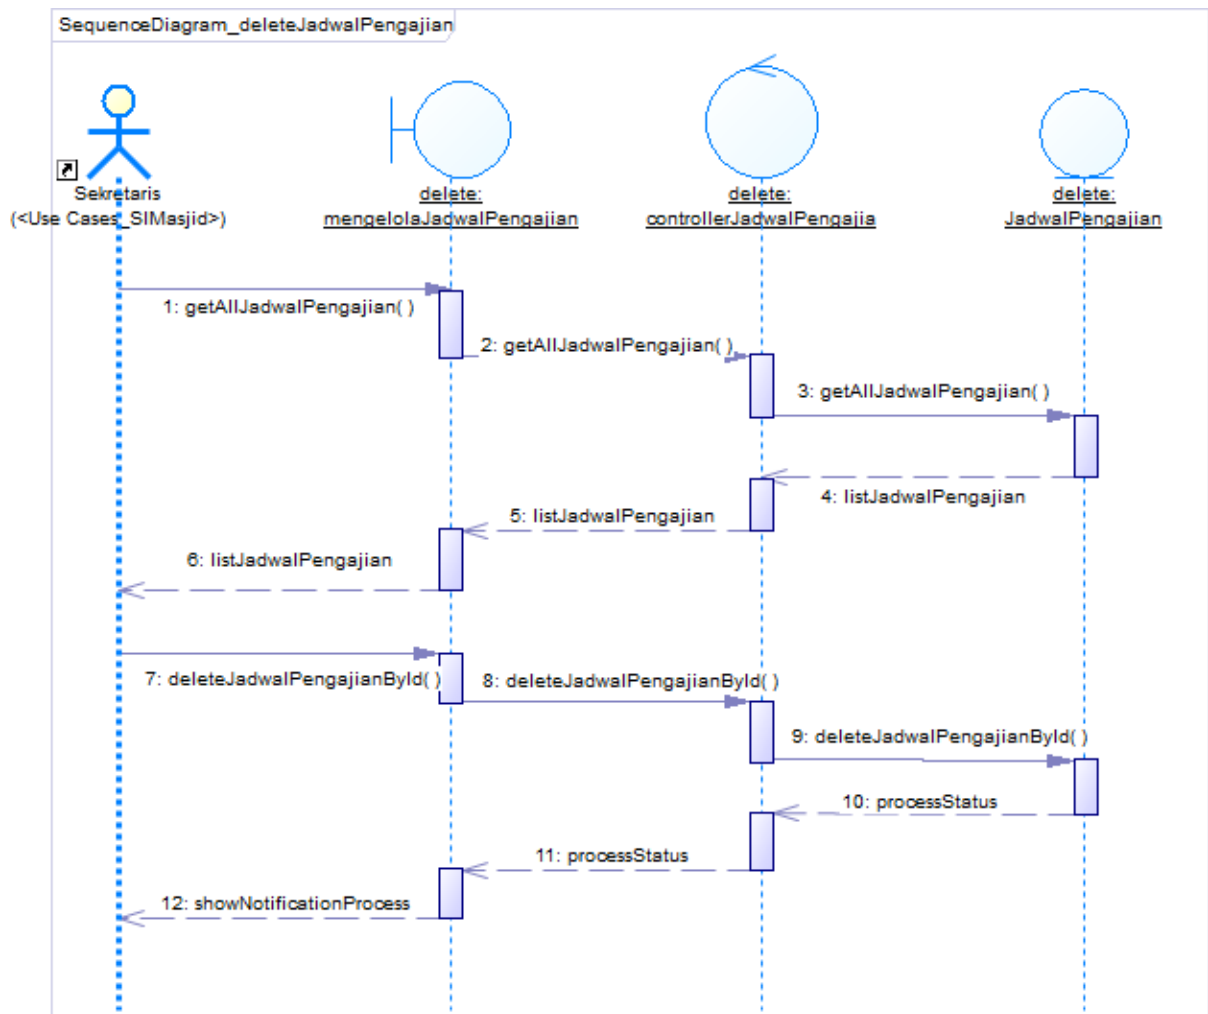 SequenceDiagram_deleteJadwalPengajian
Sekretaris
(<Use Cases_SIMasjid>)
delete:
mengelolaJadwalPengajian
delete:
controllerJadwalPengajia
delete:
JadwalPengajian
1: getAllJadwalPengajian( )
2: getAllJadwalPengajian( )
3: getAllJadwalPengajian( )
4: listJadwalPengajian
5: listJadwalPengajian
6: listJadwalPengajian
7: deleteJadwalPengajianById( )
8: deleteJadwalPengajianById( )
9: deleteJadwalPengajianById( )
10: processStatus
11: processStatus
12: showNotificationProcess